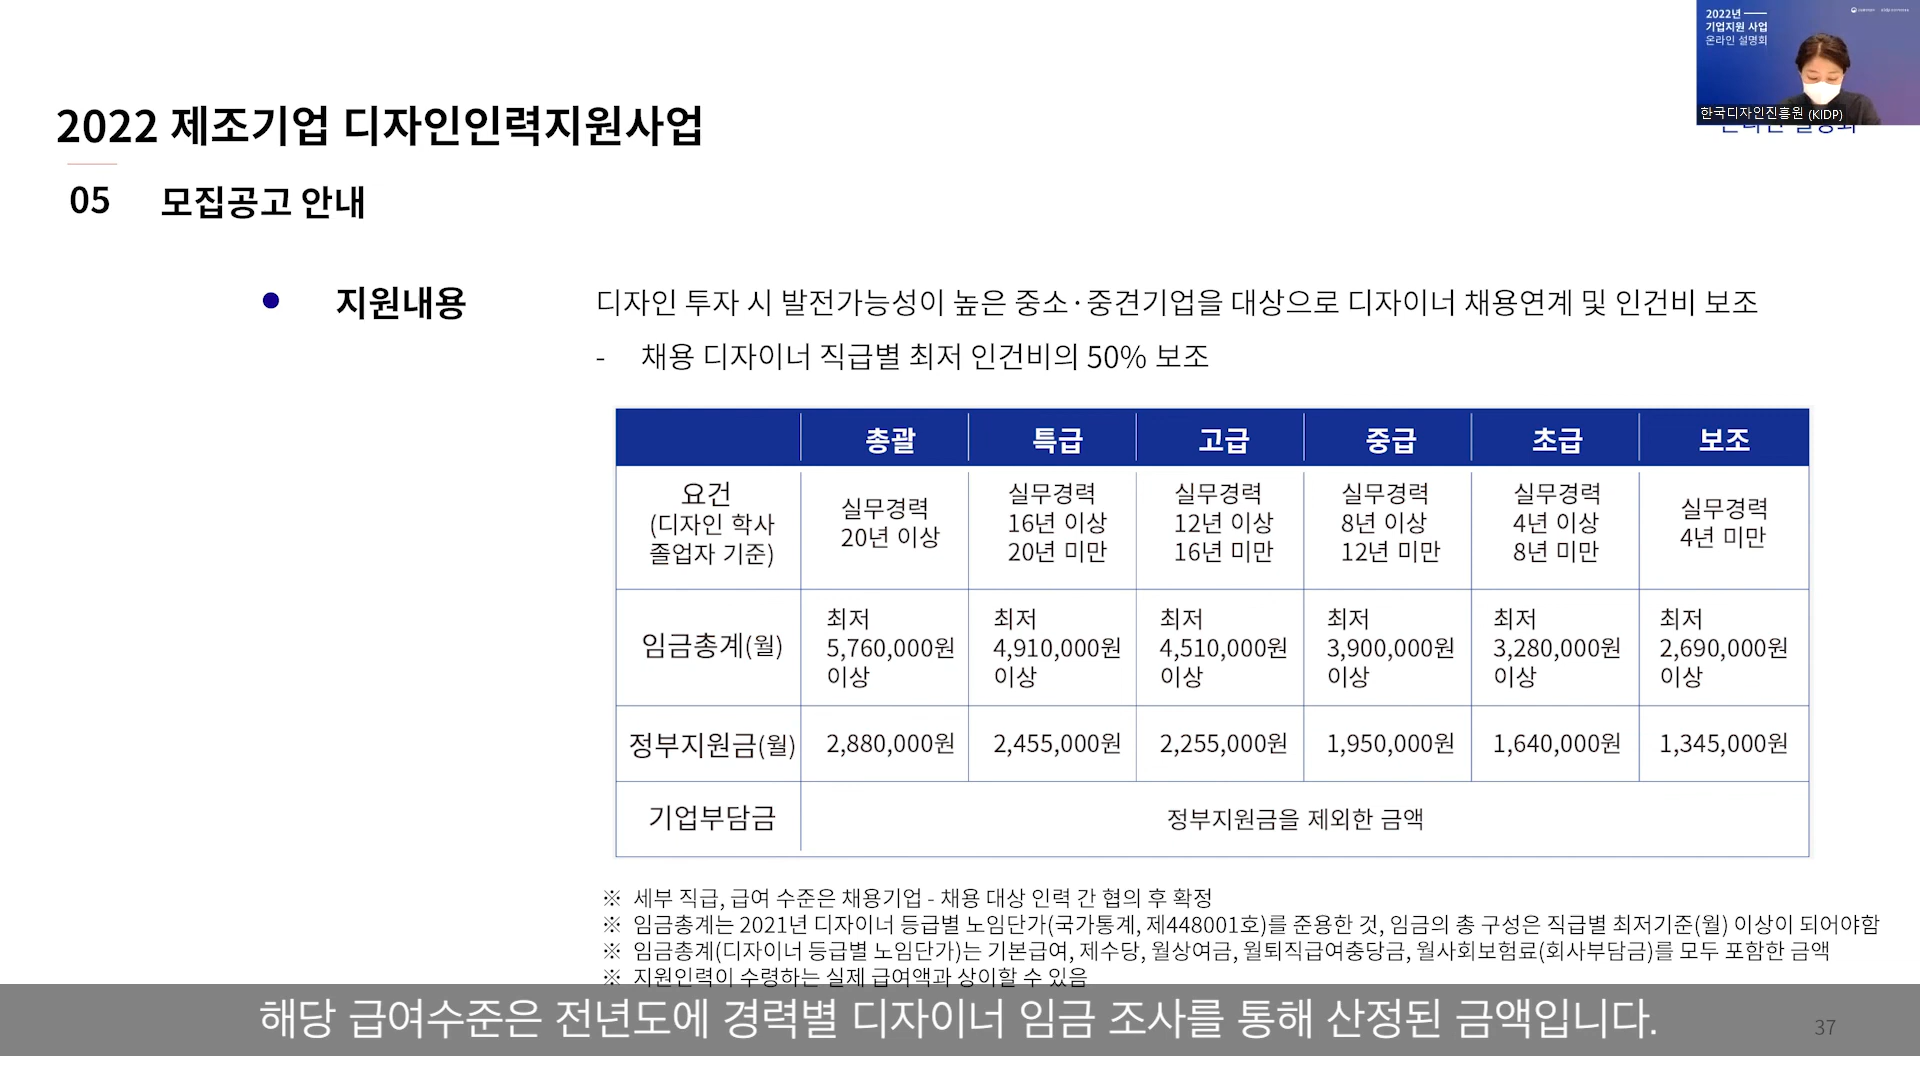 2022년
기업지원 사업
온라인 설명회
한국디자인진흥원 (KIDP)
2022 제조기업 디자인인력지원사업
05 모집공고 안내
지원내용
디자인 투자 시 발전가능성이 높은 중소·중견기업을 대상으로 디자이너 채용연계 및 인건비 보조
- 채용 디자이너 직급별 최저 인건비의 50% 보조
총괄 특급 고급 중급 초급 보조
요건
(디자인 학사
졸업자 기준)
실무경력
20년 이상
실무경력
16년 이상
20년 미만
실무경력
12년 이상
16년 미만
실무경력
8년 이상
12년 미만
실무경력
4년 이상
8년 미만
실무경력
4년 미만
임금총계(월)
최저
5,760,000원
이상
최저
4,910,000원
이상
최저
4,510,000원
이상
최저
3,900,000원
이상
최저
3,280,000원
이상
최저
2,690,000원
이상
정부지원금(월) 2,880,000원 2,455,000원 2,255,000원 1,950,000원 1,640,000원 1,345,000원
기업부담금 정부지원금을 제외한 금액
※ 세부 직급, 급여 수준은 채용기업 - 채용 대상 인력 간 협의 후 확정
※ 임금총계는 2021년 디자이너 등급별 노임단가(국가통계, 제448001호)를 준용한 것, 임금의 총 구성은 직급별 최저기준(월) 이상이 되어야함
※ 임금총계(디자이너 등급별 노임단가)는 기본급여, 제수당, 월상여금, 월퇴직급여충당금, 월사회보험료(회사부담금)를 모두 포함한 금액
※ 지원인력이 수령하는 실제 급여액과 상이할 수 있음
해당 급여수준은 전년도에 경력별 디자이너 임금 조사를 통해 산정된 금액입니다.
37